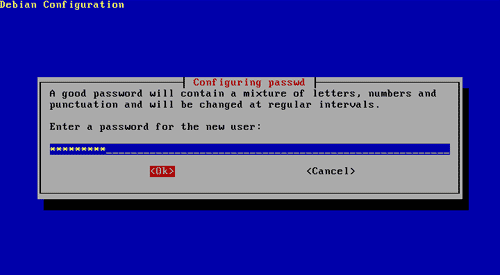 Debian Configuration
Configuring passwd
A good password will contain a mixture of letters, numbers and
punctuation and will be changed at regular intervals.
Enter a password for the new user:
*********
<Ok> <Cancel>